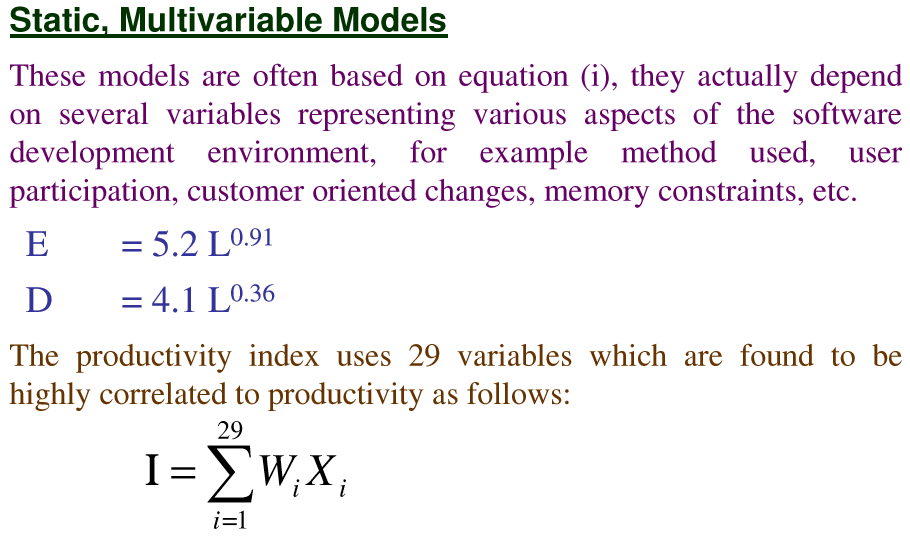 Static, Multivariable Models
These models are often based on equation (i), they actually depend
on several variables representing various aspects of the software
development environment, for example method used, user
participation, customer oriented changes, memory constraints, etc.
E = 5.2 L^0.91
D = 4.1 L^0.36
The productivity index uses 29 variables which are found to be
highly correlated to productivity as follows:
29
I = ∑ W_i X_i
i=1